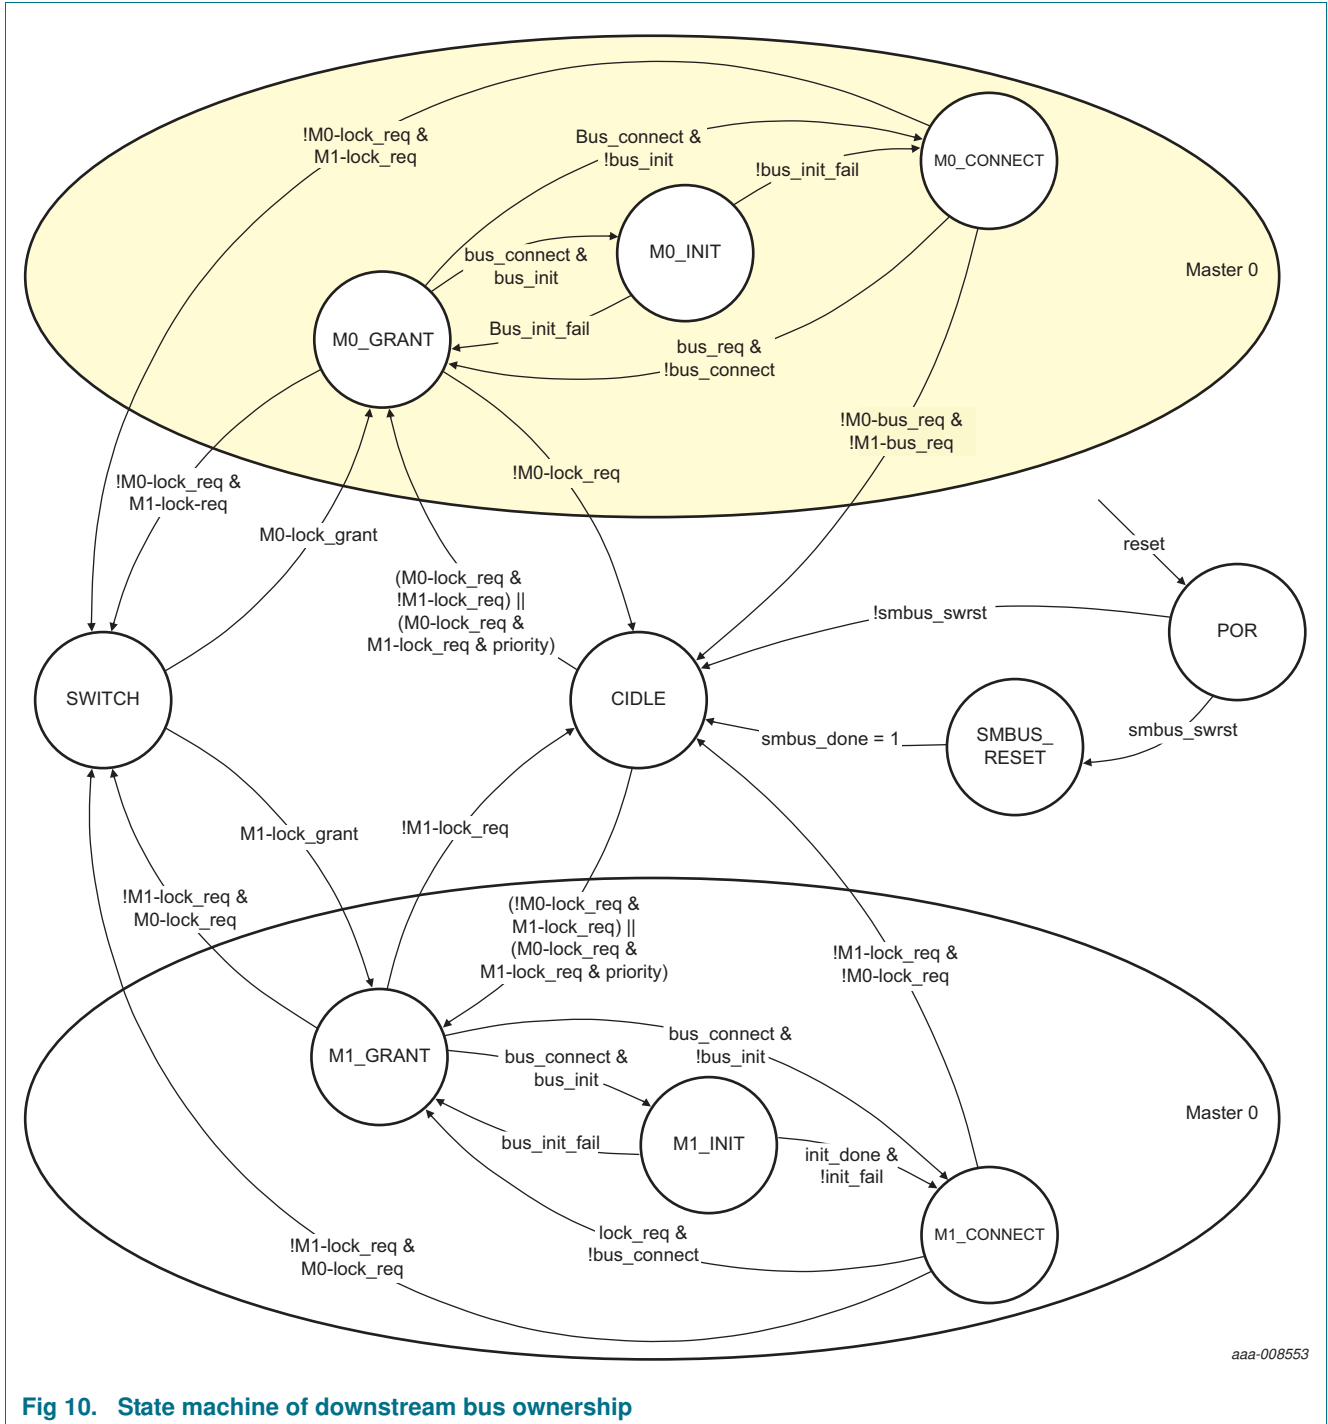 !M0-lock_req &
M1-lock_req
Bus_connect &
!bus_init
!bus_init_fail
M0_CONNECT
bus_connect &
bus_init
M0_INIT
Master 0
M0_GRANT
Bus_init_fail
bus_req &
!bus_connect
!M0-bus_req &
!M1-bus_req
!M0-lock_req &
M1-lock-req
!M0-lock_req
M0-lock_grant
(M0-lock_req &
!M1-lock_req) ||
(M0-lock_req &
M1-lock_req & priority)
reset
!smbus_swrst
POR
SWITCH
CIDLE
smbus_done = 1
SMBUS_
RESET
smbus_swrst
M1-lock_grant
!M1-lock_req
!M1-lock_req &
M0-lock_req
(!M0-lock_req &
M1-lock_req) ||
(M0-lock_req &
M1-lock_req & priority)
!M1-lock_req &
!M0-lock_req
M1_GRANT
bus_connect &
!bus_init
bus_connect &
bus_init
Master 0
bus_init_fail
M1_INIT
init_done &
!init_fail
lock_req &
!bus_connect
M1_CONNECT
!M1-lock_req &
M0-lock_req
aaa-008553
Fig 10. State machine of downstream bus ownership